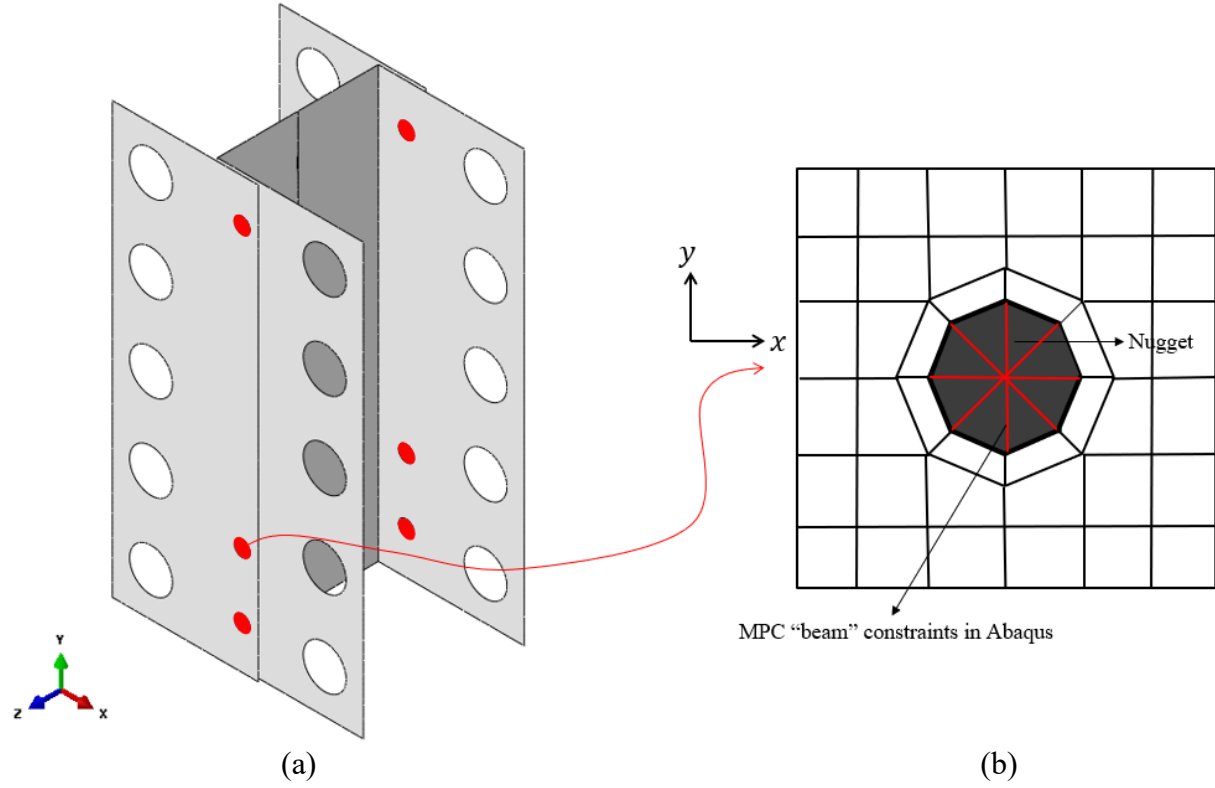 y
x
Nugget
MPC “beam” constraints in Abaqus
Y
Z
X
(a)
(b)